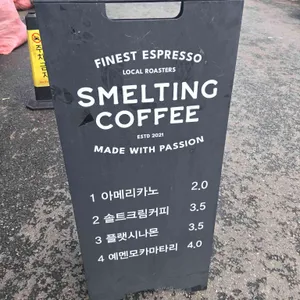 FINEST ESPRESSO
LOCAL ROASTERS
SMELTING
COFFEE
ESTD 2021
MADE WITH PASSION
1 아메리카노 2.0
2 솔트크림커피 3.5
3 플랫시나몬 3.5
4 예멘모카마타리 4.0